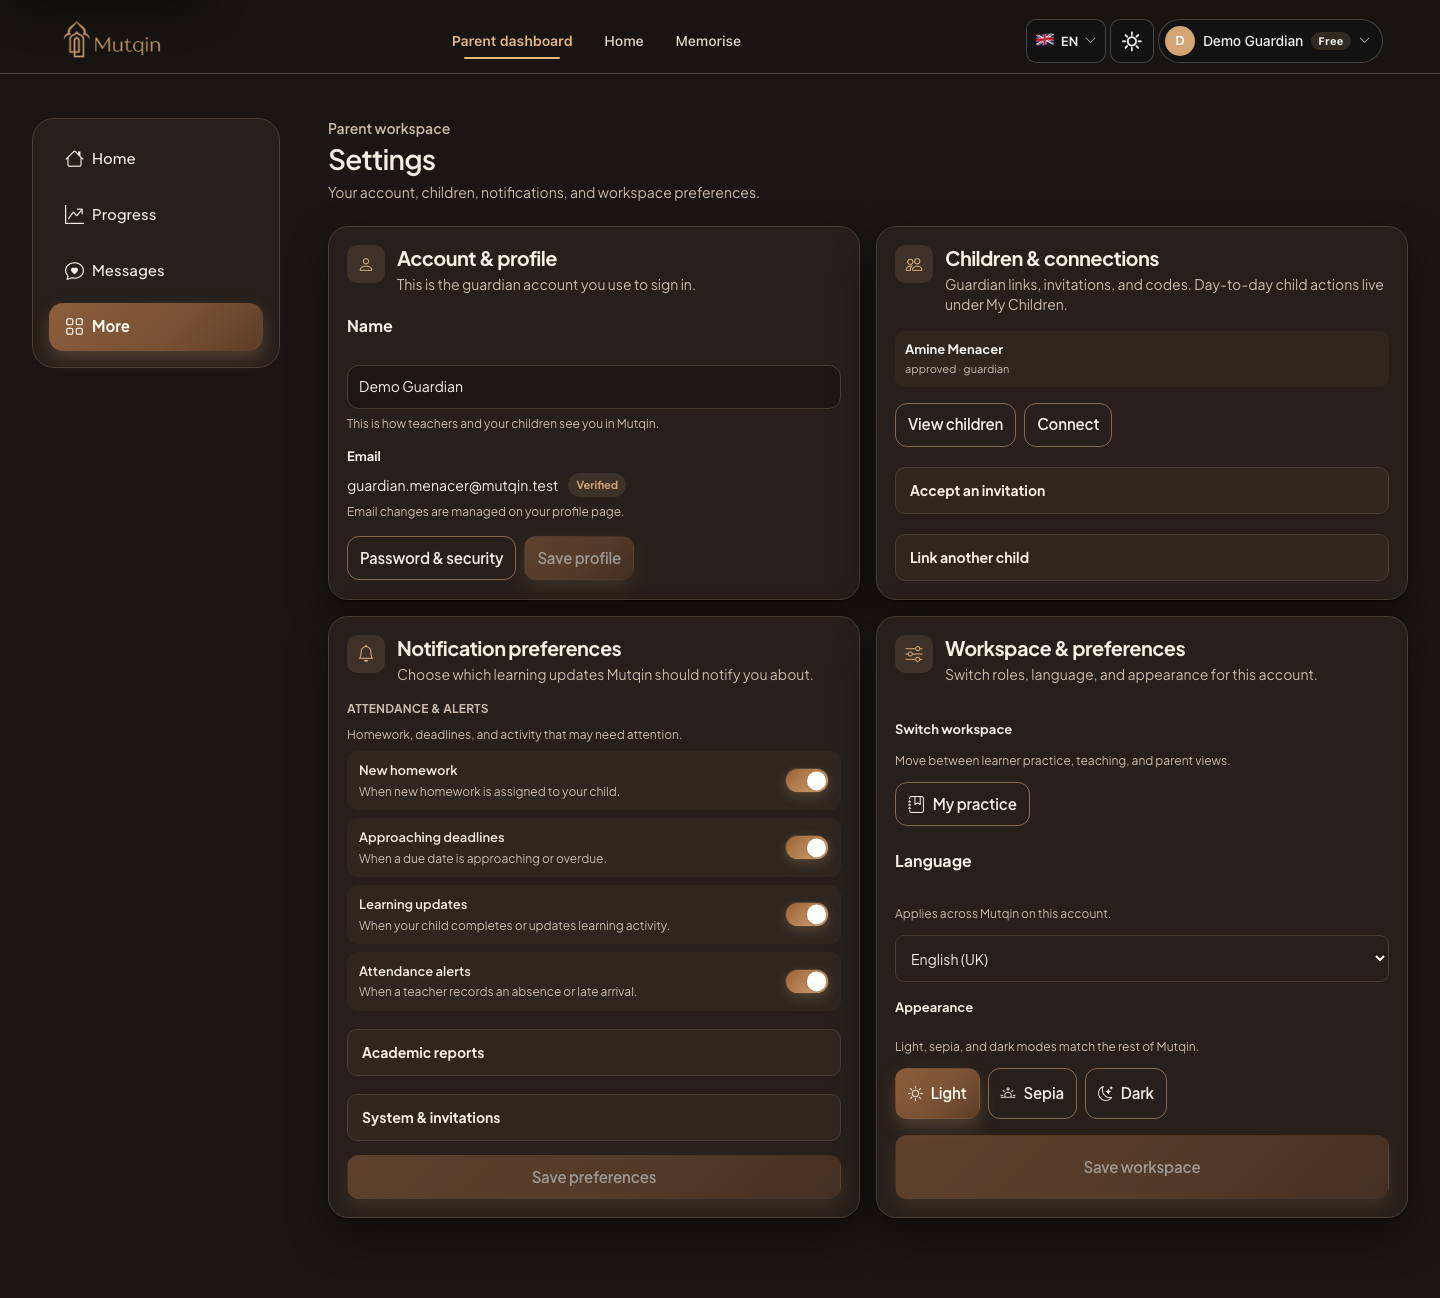 Mutqin
Parent dashboard
Home
Memorise
EN
D
Demo Guardian
Free
Home
Progress
Messages
More
Parent workspace
Settings
Your account, children, notifications, and workspace preferences.
Account & profile
This is the guardian account you use to sign in.
Name
Demo Guardian
This is how teachers and your children see you in Mutqin.
Email
guardian.menacer@mutqin.test
Verified
Email changes are managed on your profile page.
Password & security
Save profile
Children & connections
Guardian links, invitations, and codes. Day-to-day child actions live
under My Children.
Amine Menacer
approved · guardian
View children
Connect
Accept an invitation
Link another child
Notification preferences
Choose which learning updates Mutqin should notify you about.
ATTENDANCE & ALERTS
Homework, deadlines, and activity that may need attention.
New homework
When new homework is assigned to your child.
Approaching deadlines
When a due date is approaching or overdue.
Learning updates
When your child completes or updates learning activity.
Attendance alerts
When a teacher records an absence or late arrival.
Academic reports
System & invitations
Save preferences
Workspace & preferences
Switch roles, language, and appearance for this account.
Switch workspace
Move between learner practice, teaching, and parent views.
My practice
Language
Applies across Mutqin on this account.
English (UK)
Appearance
Light, sepia, and dark modes match the rest of Mutqin.
Light
Sepia
Dark
Save workspace